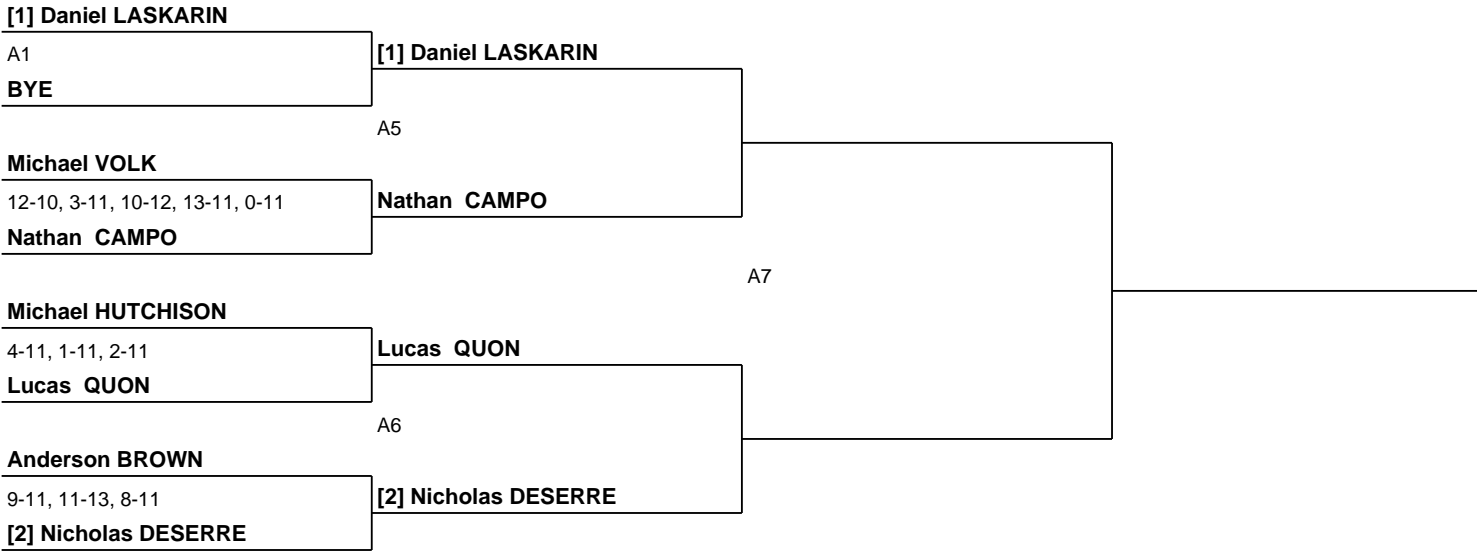 [1] Daniel LASKARIN
A1
[1] Daniel LASKARIN
BYE
A5
Michael VOLK
12-10, 3-11, 10-12, 13-11, 0-11
Nathan CAMPO
Nathan CAMPO
A7
Michael HUTCHISON
4-11, 1-11, 2-11
Lucas QUON
Lucas QUON
A6
Anderson BROWN
9-11, 11-13, 8-11
[2] Nicholas DESERRE
[2] Nicholas DESERRE